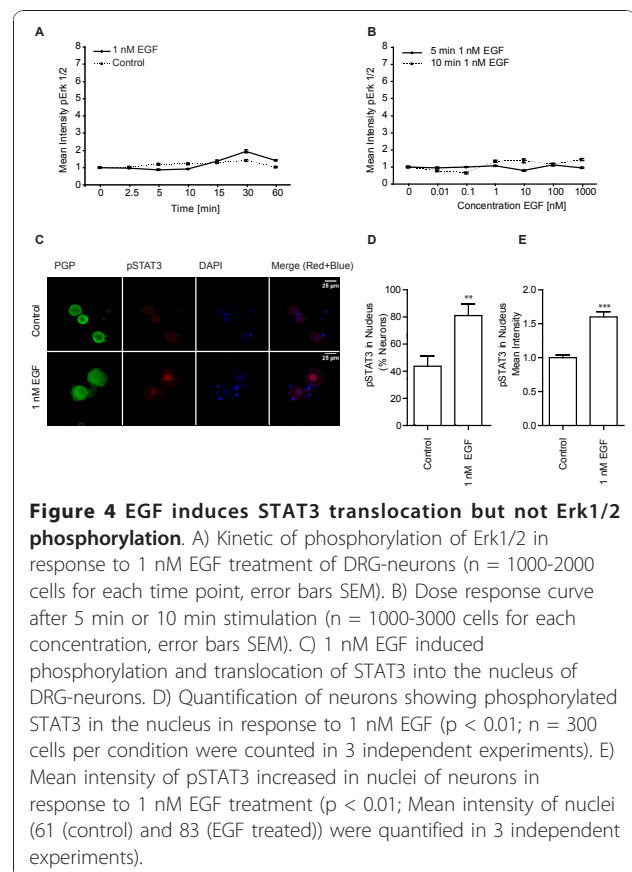 A
B
1 nM EGF
Control
5 min 1 nM EGF
10 min 1 nM EGF
Mean Intensity pErk 1/2
8
7
6
5
4
3
2
1
0
0 2.5 5 10 15 30 60
Time [min]
Mean Intensity pErk 1/2
8
7
6
5
4
3
2
1
0
0 0.01 0.1 1 10 100 1000
Concentration EGF [nM]
C
D
E
PGP pSTAT3 DAPI Merge (Red+Blue)
Control
1 nM EGF
25 µm
25 µm
pSTAT3 in Nucleus
(% Neurons)
100
80
60
40
20
0
**
Control
1 nM EGF
pSTAT3 in Nucleus
Mean Intensity
2.0
1.5
1.0
0.5
0.0
***
Control
1 nM EGF
Figure 4 EGF induces STAT3 translocation but not Erk1/2
phosphorylation. A) Kinetic of phosphorylation of Erk1/2 in
response to 1 nM EGF treatment of DRG-neurons (n = 1000-2000
cells for each time point, error bars SEM). B) Dose response curve
after 5 min or 10 min stimulation (n = 1000-3000 cells for each
concentration, error bars SEM). C) 1 nM EGF induced
phosphorylation and translocation of STAT3 into the nucleus of
DRG-neurons. D) Quantification of neurons showing phosphorylated
STAT3 in the nucleus in response to 1 nM EGF (p < 0.01; n = 300
cells per condition were counted in 3 independent experiments). E)
Mean intensity of pSTAT3 increased in nuclei of neurons in
response to 1 nM EGF treatment (p < 0.01; Mean intensity of nuclei
(61 (control) and 83 (EGF treated)) were quantified in 3 independent
experiments).